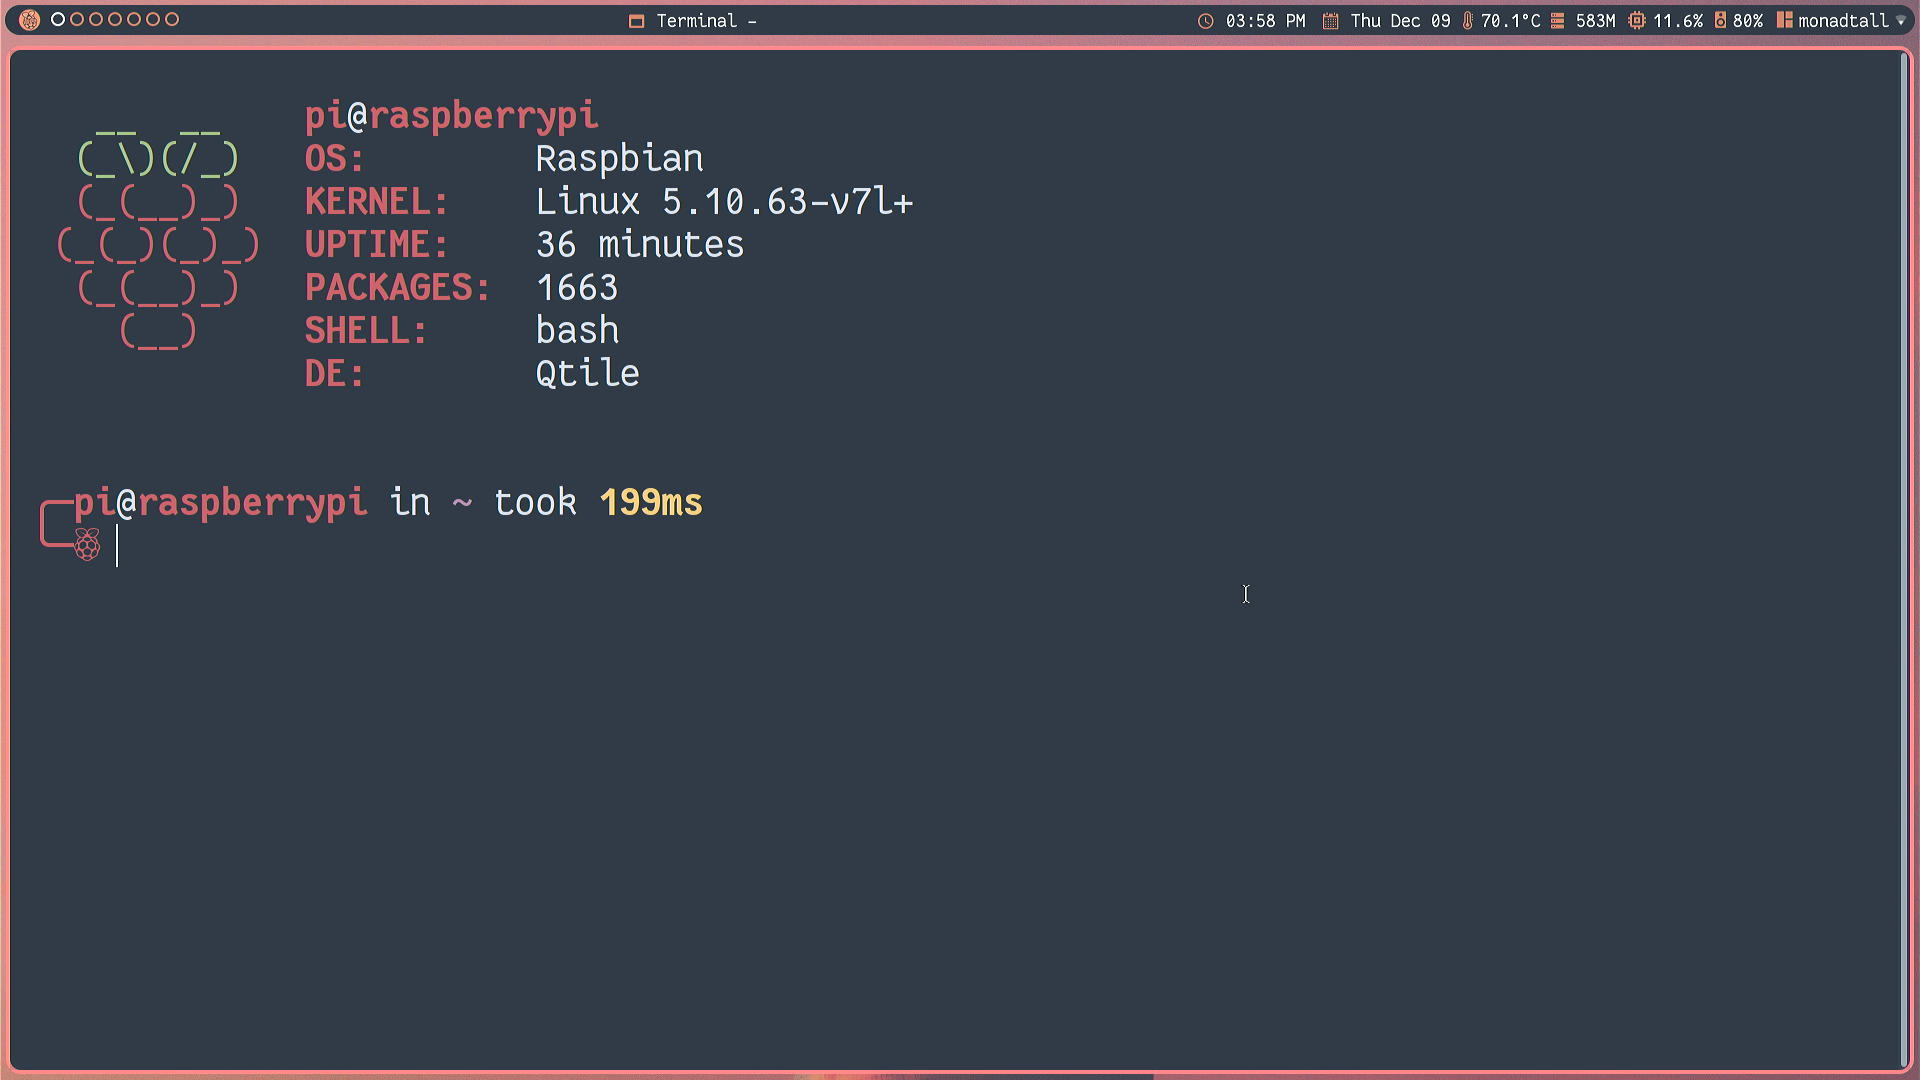 Terminal –
03:58 PM Thu Dec 09 70.1°C 583M 11.6% 80% monadtall
pi@raspberrypi
OS: Raspbian
KERNEL: Linux 5.10.63-v7l+
UPTIME: 36 minutes
PACKAGES: 1663
SHELL: bash
DE: Qtile
pi@raspberrypi in ~ took 199ms